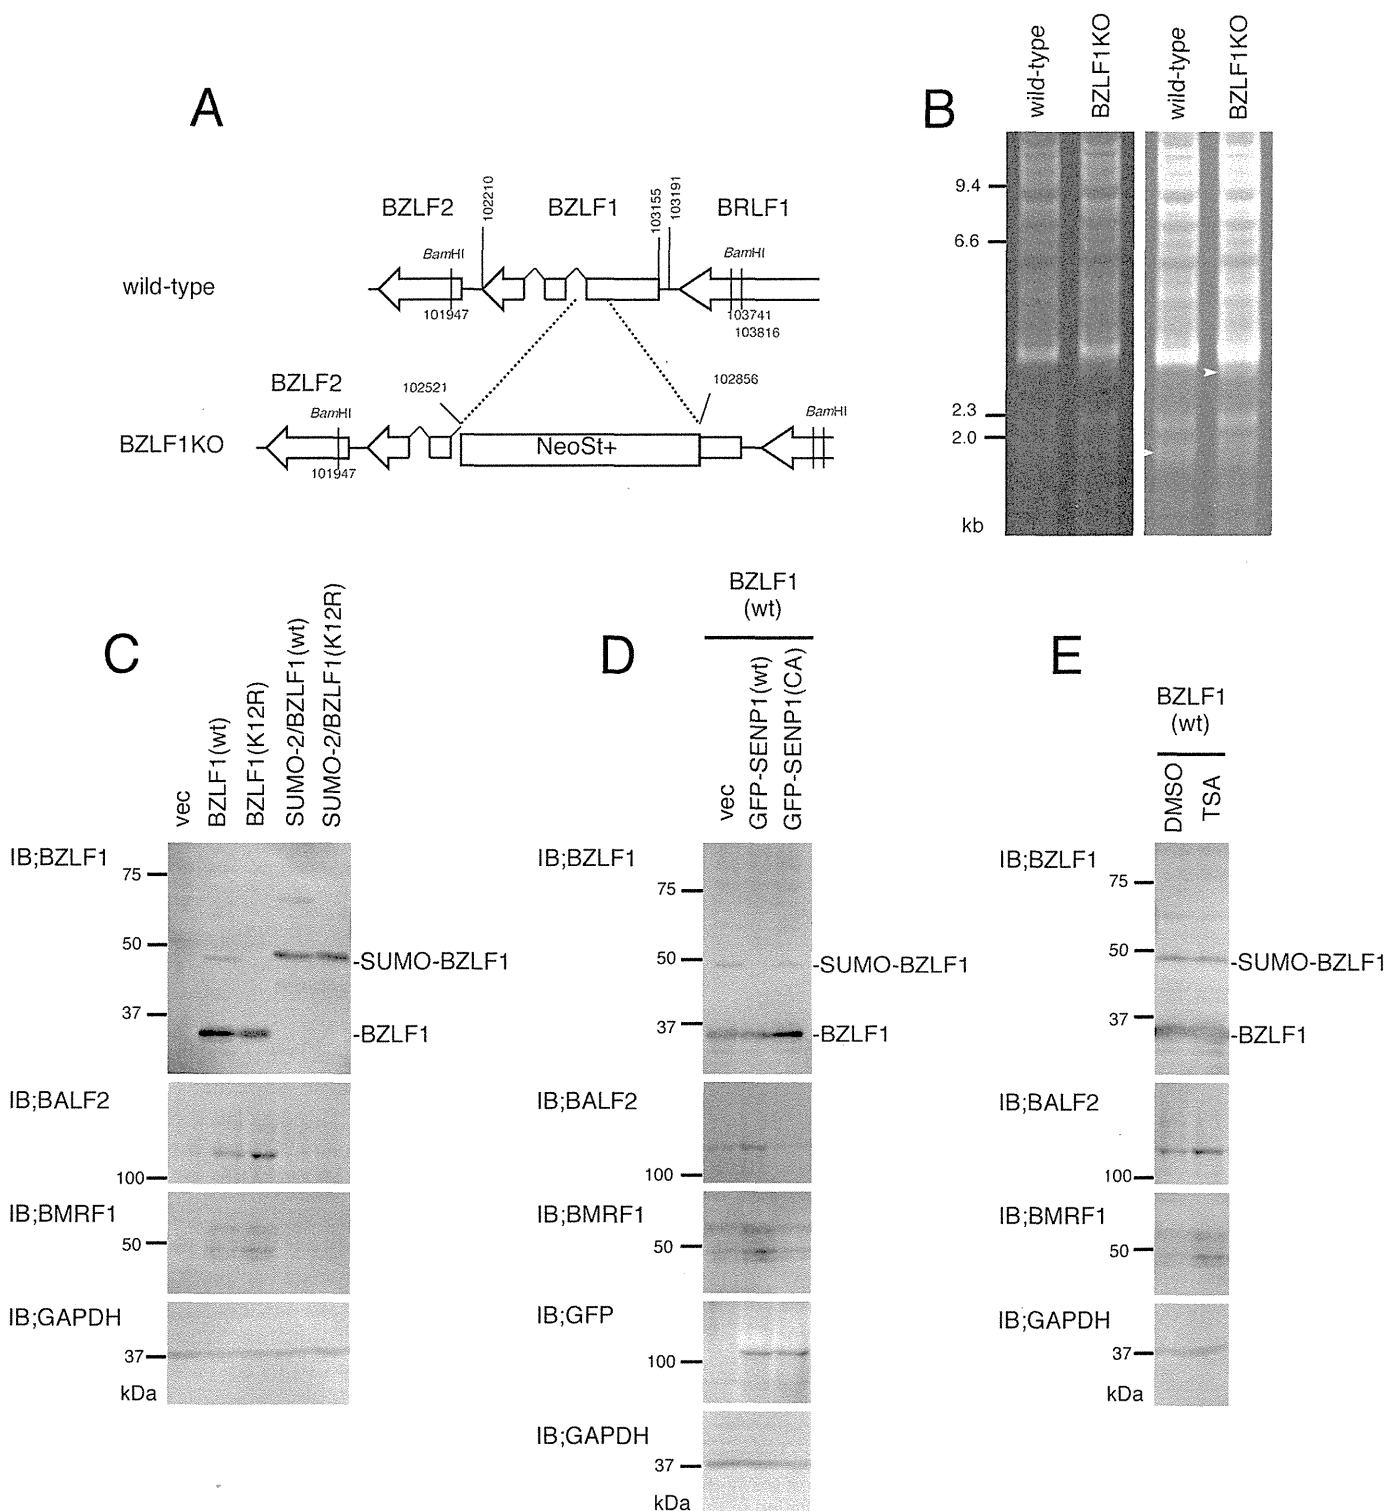 A
BZLF2
102210
BZLF1
103155
103191
BRLF1
BamHI
BamHI
wild-type
101947
103741
103816
BZLF2
102521
102856
BamHI
BamHI
BZLF1KO
NeoSt+
101947
B
wild-type
BZLF1KO
wild-type
BZLF1KO
9.4
6.6
2.3
2.0
kb
C
vec
BZLF1(wt)
BZLF1(K12R)
SUMO-2/BZLF1(wt)
SUMO-2/BZLF1(K12R)
IB;BZLF1
75
50
-SUMO-BZLF1
37
-BZLF1
IB;BALF2
100
IB;BMRF1
50
IB;GAPDH
37
kDa
D
BZLF1
(wt)
vec
GFP-SENP1(wt)
GFP-SENP1(CA)
IB;BZLF1
75
50
-SUMO-BZLF1
37
-BZLF1
IB;BALF2
100
IB;BMRF1
50
IB;GFP
100
IB;GAPDH
37
kDa
E
BZLF1
(wt)
DMSO
TSA
IB;BZLF1
75
50
-SUMO-BZLF1
37
-BZLF1
IB;BALF2
100
IB;BMRF1
50
IB;GAPDH
37
kDa